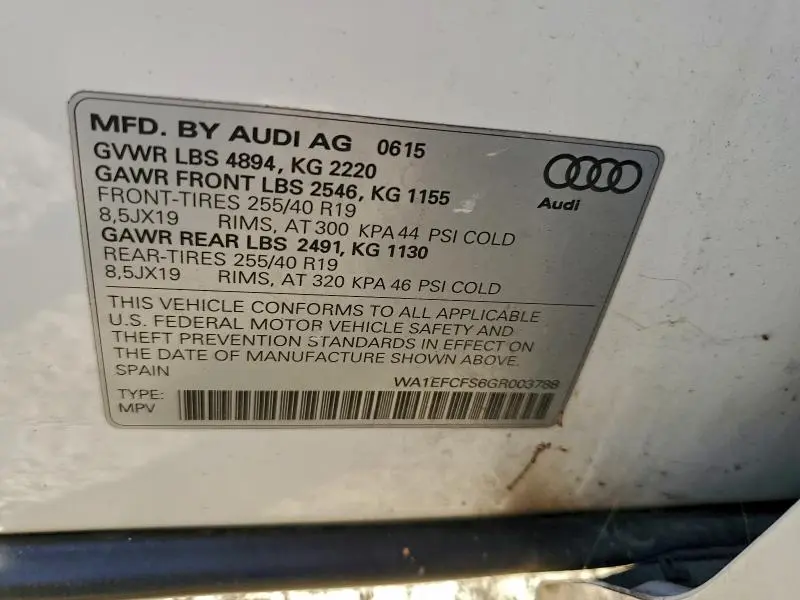 MFD. BY AUDI AG 0615
GVWR LBS 4894, KG 2220
GAWR FRONT LBS 2546, KG 1155
FRONT-TIRES 255/40 R19
8,5JX19 RIMS, AT 300 KPA 44 PSI COLD
GAWR REAR LBS 2491, KG 1130
REAR-TIRES 255/40 R19
8,5JX19 RIMS, AT 320 KPA 46 PSI COLD
Audi
THIS VEHICLE CONFORMS TO ALL APPLICABLE
U.S. FEDERAL MOTOR VEHICLE SAFETY AND
THEFT PREVENTION STANDARDS IN EFFECT ON
THE DATE OF MANUFACTURE SHOWN ABOVE.
SPAIN WA1EFCFS6GR003788
TYPE:
MPV